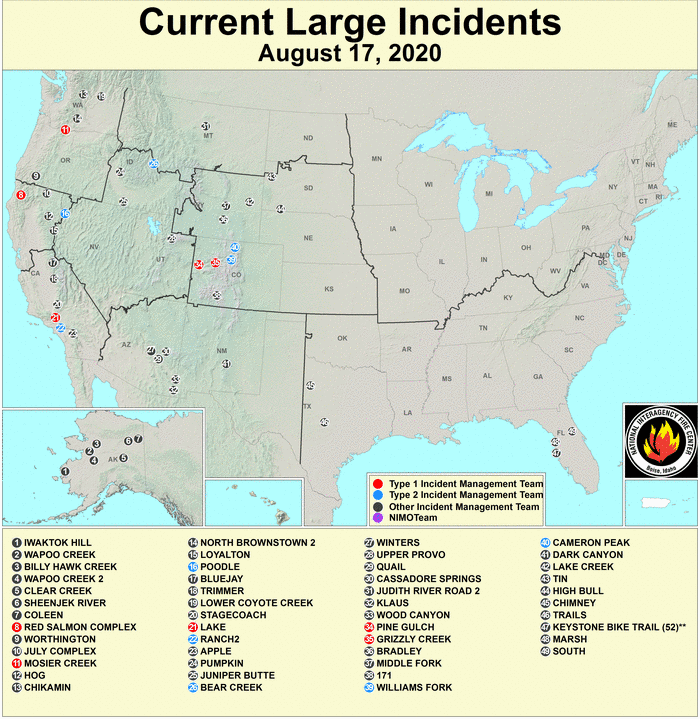 Current Large Incidents
August 17, 2020
WA
MT
ND
MN
ME
VT
NH
OR
ID
SD
WI
MI
NY
MA
CT
RI
IA
PA
NJ
NE
NV
UT
CO
IL
IN
OH
MD
DE
DC
WV
CA
KS
MO
KY
VA
AZ
NM
OK
AR
TN
NC
SC
MS
AL
GA
TX
LA
FL
AK
NATIONAL INTERAGENCY FIRE CENTER
Boise, Idaho
Type 1 Incident Management Team
Type 2 Incident Management Team
Other Incident Management Team
NIMOTeam
1 IWAKTOK HILL
2 WAPOO CREEK
3 BILLY HAWK CREEK
4 WAPOO CREEK 2
5 CLEAR CREEK
6 SHEENJEK RIVER
7 COLEEN
8 RED SALMON COMPLEX
9 WORTHINGTON
10 JULY COMPLEX
11 MOSIER CREEK
12 HOG
13 CHIKAMIN
14 NORTH BROWNSTOWN 2
15 LOYALTON
16 POODLE
17 BLUEJAY
18 TRIMMER
19 LOWER COYOTE CREEK
20 STAGECOACH
21 LAKE
22 RANCH2
23 APPLE
24 PUMPKIN
25 JUNIPER BUTTE
26 BEAR CREEK
27 WINTERS
28 UPPER PROVO
29 QUAIL
30 CASSADORE SPRINGS
31 JUDITH RIVER ROAD 2
32 KLAUS
33 WOOD CANYON
34 PINE GULCH
35 GRIZZLY CREEK
36 BRADLEY
37 MIDDLE FORK
38 171
39 WILLIAMS FORK
40 CAMERON PEAK
41 DARK CANYON
42 LAKE CREEK
43 TIN
44 HIGH BULL
45 CHIMNEY
46 TRAILS
47 KEYSTONE BIKE TRAIL (52)**
48 MARSH
49 SOUTH